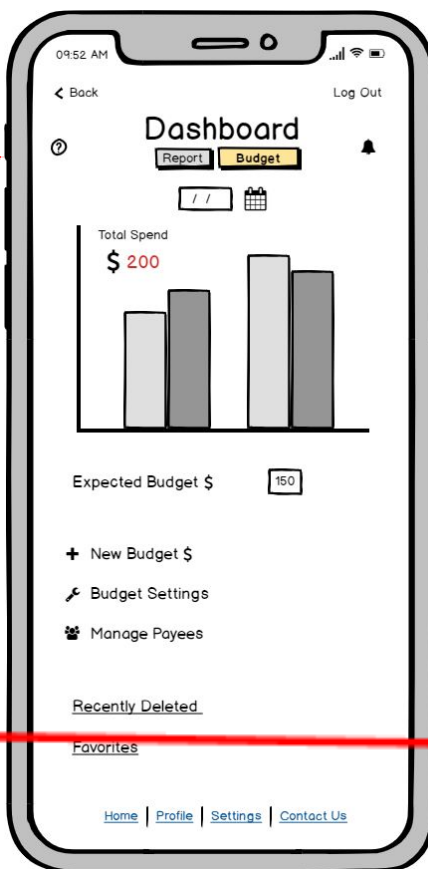 09:52 AM
Back Log Out
Dashboard
Report Budget
/ /
Total Spend
$ 200
Expected Budget $ 150
New Budget $
Budget Settings
Manage Payees
Recently Deleted
Favorites
Home | Profile | Settings | Contact Us